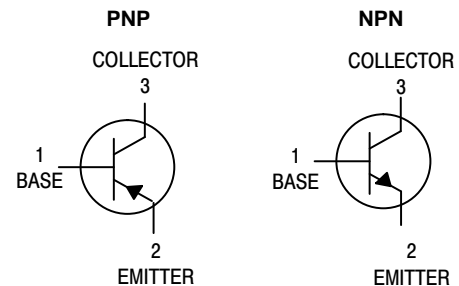 PNP
COLLECTOR
3
1
BASE
2
EMITTER
NPN
COLLECTOR
3
1
BASE
2
EMITTER